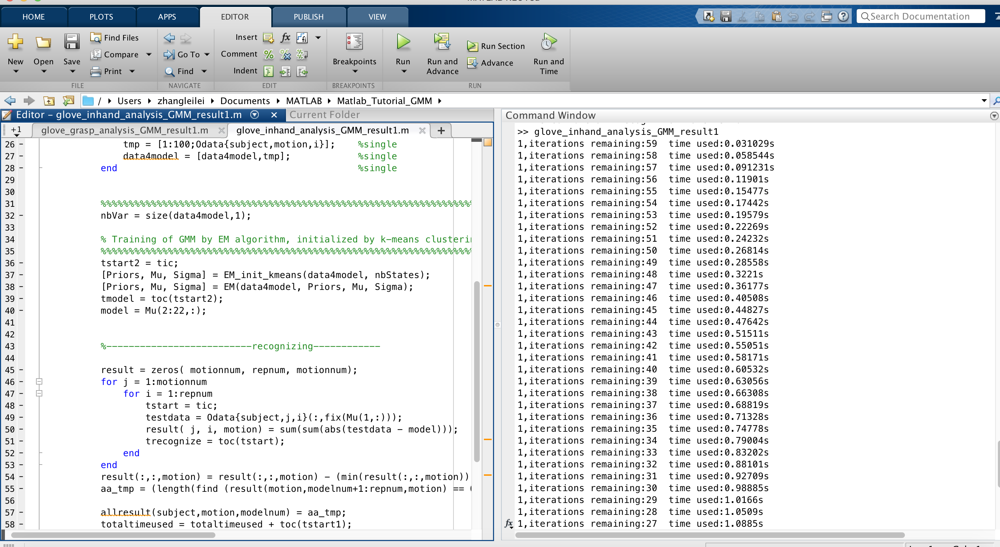 HOME PLOTS APPS EDITOR PUBLISH VIEW
Search Documentation
New Open Save
Find Files
Compare
Print
FILE
Go To
Find
NAVIGATE
Insert
Comment
Indent
EDIT
Breakpoints
BREAKPOINTS
Run
Run and
Advance
Run Section
Advance
Run and
Time
RUN
/ Users zhangleilei Documents MATLAB Matlab_Tutorial_GMM
Editor - glove_inhand_analysis_GMM_result1.m
Current Folder
+1 glove_grasp_analysis_GMM_result1.m glove_inhand_analysis_GMM_result1.m
26 - tmp = [1:100;Odata{subject,motion,i}]; %single
27 - data4model = [data4model,tmp]; %single
28 - end %single
29
30
31 %%%%%%%%%%%%%%%%%%%%%%%%%%%%%%%%%%%%%%%%%%%%%%%%%%%%%%%%%%%%%%%%%%
32 - nbVar = size(data4model,1);
33
34 % Training of GMM by EM algorithm, initialized by k-means clusteri
35 %%%%%%%%%%%%%%%%%%%%%%%%%%%%%%%%%%%%%%%%%%%%%%%%%%%%%%%%%%%%%%%%%%
36 - tstart2 = tic;
37 - [Priors, Mu, Sigma] = EM_init_kmeans(data4model, nbStates);
38 - [Priors, Mu, Sigma] = EM(data4model, Priors, Mu, Sigma);
39 - tmodel = toc(tstart2);
40 - model = Mu(2:22,:);
41
42
43 %--------------------------recognizing------------
44
45 - result = zeros( motionnum, repnum, motionnum);
46 - for j = 1:motionnum
47 - for i = 1:repnum
48 - tstart = tic;
49 - testdata = Odata{subject,j,i}(:,fix(Mu(1,:)));
50 - result( j, i, motion) = sum(sum(abs(testdata - model)));
51 - trecognize = toc(tstart);
52 - end
53 - end
54 - result(:,:,motion) = result(:,:,motion) - (min(result(:,:,motion))
55 - aa_tmp = (length(find (result(motion,modelnum+1:repnum,motion) ==
56
57 - allresult(subject,motion,modelnum) = aa_tmp;
58 - totaltimeused = totaltimeused + toc(tstart1);
Command Window
>> glove_inhand_analysis_GMM_result1
1,iterations remaining:59 time used:0.031029s
1,iterations remaining:58 time used:0.058544s
1,iterations remaining:57 time used:0.091231s
1,iterations remaining:56 time used:0.11901s
1,iterations remaining:55 time used:0.15477s
1,iterations remaining:54 time used:0.17442s
1,iterations remaining:53 time used:0.19579s
1,iterations remaining:52 time used:0.22269s
1,iterations remaining:51 time used:0.24232s
1,iterations remaining:50 time used:0.26814s
1,iterations remaining:49 time used:0.28558s
1,iterations remaining:48 time used:0.3221s
1,iterations remaining:47 time used:0.36177s
1,iterations remaining:46 time used:0.40508s
1,iterations remaining:45 time used:0.44827s
1,iterations remaining:44 time used:0.47642s
1,iterations remaining:43 time used:0.51511s
1,iterations remaining:42 time used:0.55051s
1,iterations remaining:41 time used:0.58171s
1,iterations remaining:40 time used:0.60532s
1,iterations remaining:39 time used:0.63056s
1,iterations remaining:38 time used:0.66308s
1,iterations remaining:37 time used:0.68819s
1,iterations remaining:36 time used:0.71328s
1,iterations remaining:35 time used:0.74778s
1,iterations remaining:34 time used:0.79004s
1,iterations remaining:33 time used:0.83202s
1,iterations remaining:32 time used:0.88101s
1,iterations remaining:31 time used:0.92709s
1,iterations remaining:30 time used:0.98885s
1,iterations remaining:29 time used:1.0166s
1,iterations remaining:28 time used:1.0509s
fx 1,iterations remaining:27 time used:1.0885s